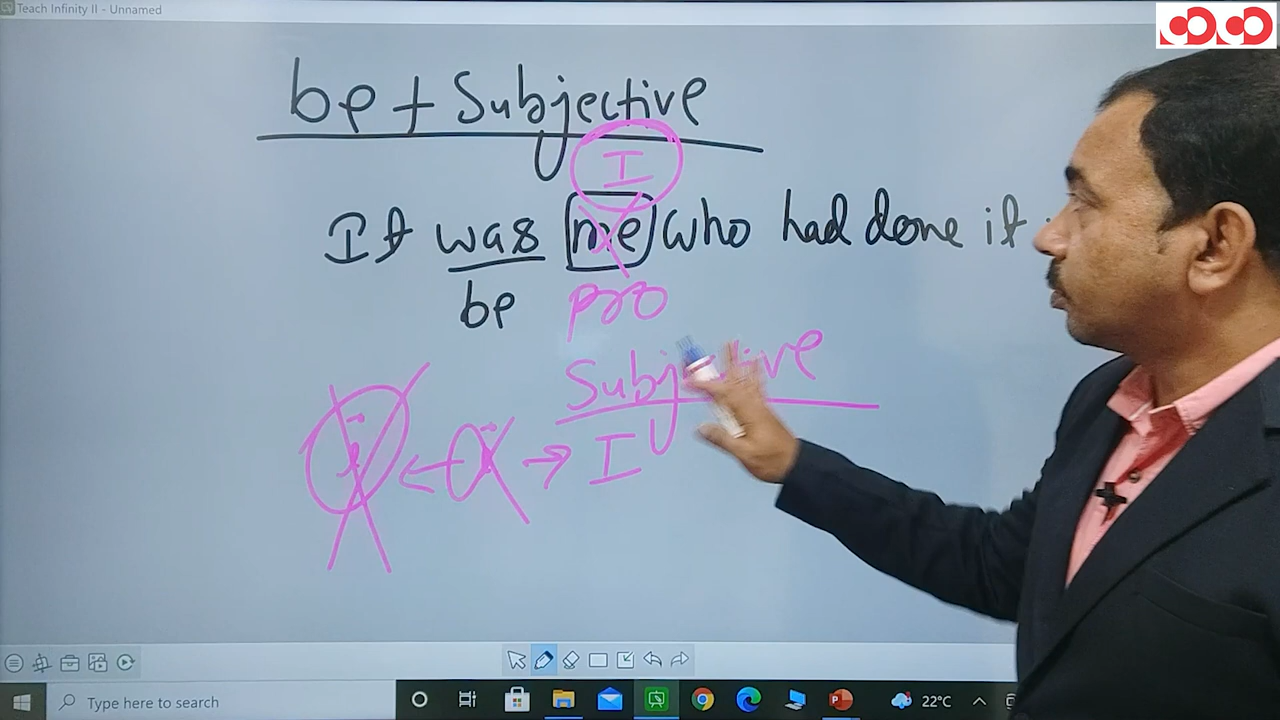 Teach Infinity II - Unnamed
be + Subjective
I
It was me who had done it
be pro
Subjective
i ← i → I
Type here to search
22°C